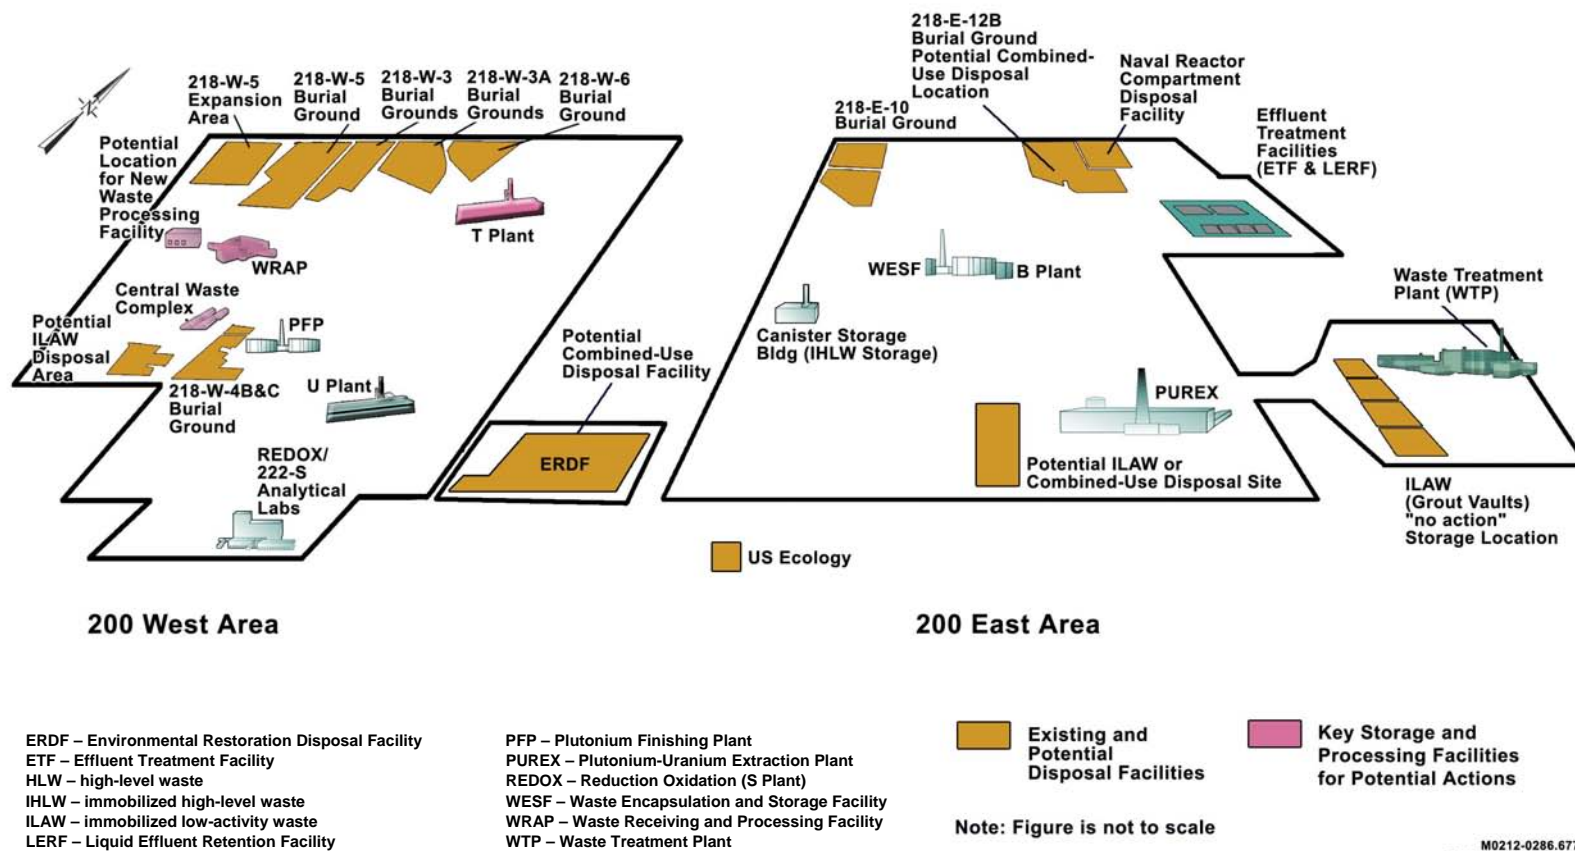 218-W-5
Expansion
Area
218-W-5
Burial
Ground
218-W-3
Burial
Grounds
218-W-3A
Burial
Grounds
218-W-6
Burial
Ground
Potential
Location
for New
Waste
Processing
Facility
T Plant
WRAP
Central Waste
Complex
PFP
Potential
ILAW
Disposal
Area
218-W-4B&C
Burial
Ground
U Plant
REDOX/
222-S
Analytical
Labs
Potential
Combined-Use
Disposal Facility
ERDF
218-E-10
Burial Ground
218-E-12B
Burial Ground
Potential Combined-
Use Disposal
Location
Naval Reactor
Compartment
Disposal
Facility
Effluent
Treatment
Facilities
(ETF & LERF)
WESF
B Plant
Canister Storage
Bldg (IHLW Storage)
Waste Treatment
Plant (WTP)
PUREX
Potential ILAW or
Combined-Use Disposal Site
ILAW
(Grout Vaults)
"no action"
Storage Location
US Ecology
200 West Area
200 East Area
ERDF – Environmental Restoration Disposal Facility
ETF – Effluent Treatment Facility
HLW – high-level waste
IHLW – immobilized high-level waste
ILAW – immobilized low-activity waste
LERF – Liquid Effluent Retention Facility
PFP – Plutonium Finishing Plant
PUREX – Plutonium-Uranium Extraction Plant
REDOX – Reduction Oxidation (S Plant)
WESF – Waste Encapsulation and Storage Facility
WRAP – Waste Receiving and Processing Facility
WTP – Waste Treatment Plant
Existing and
Potential
Disposal Facilities
Key Storage and
Processing Facilities
for Potential Actions
Note: Figure is not to scale
M0212-0286.677